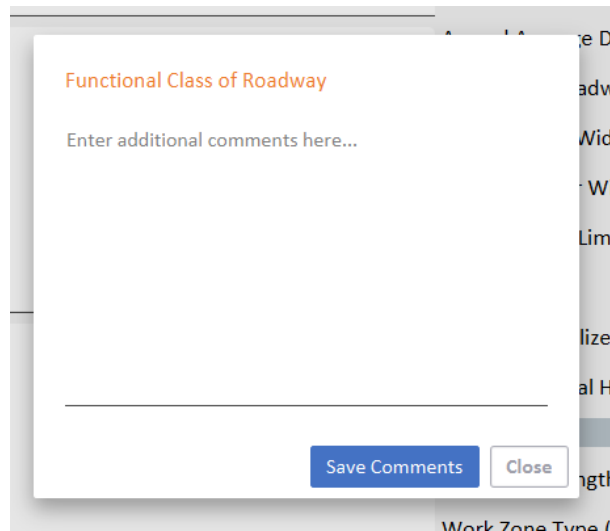 Functional Class of Roadway
Enter additional comments here...
Save Comments
Close
Work Zone Type (